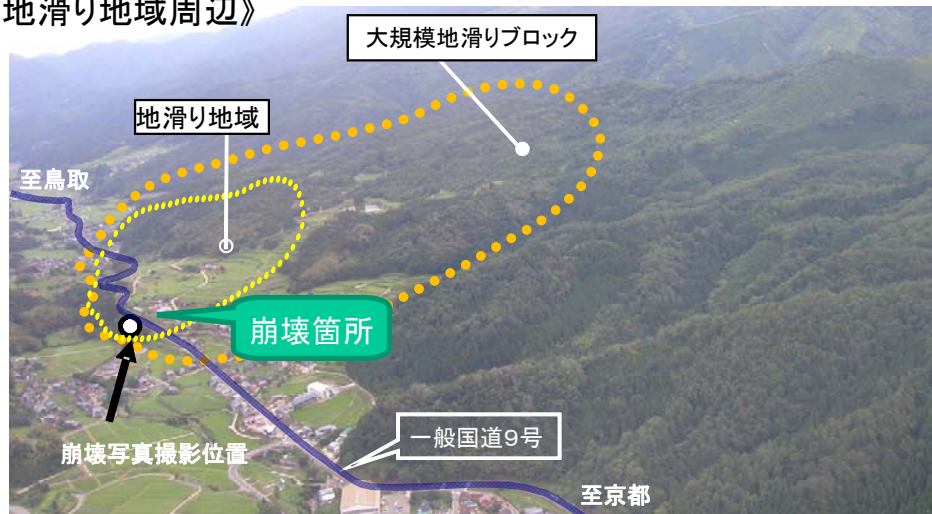 地滑り地域周辺》
大規模地滑りブロック
地滑り地域
至鳥取
崩壊箇所
一般国道9号
崩壊写真撮影位置
至京都